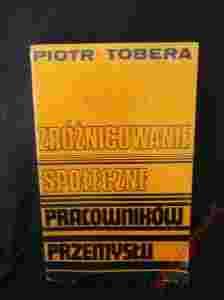 PIOTR TOBERA
ZRÓŻNICOWANIE
SPOŁECZNE
PRACOWNIKÓW
PRZEMYSŁU